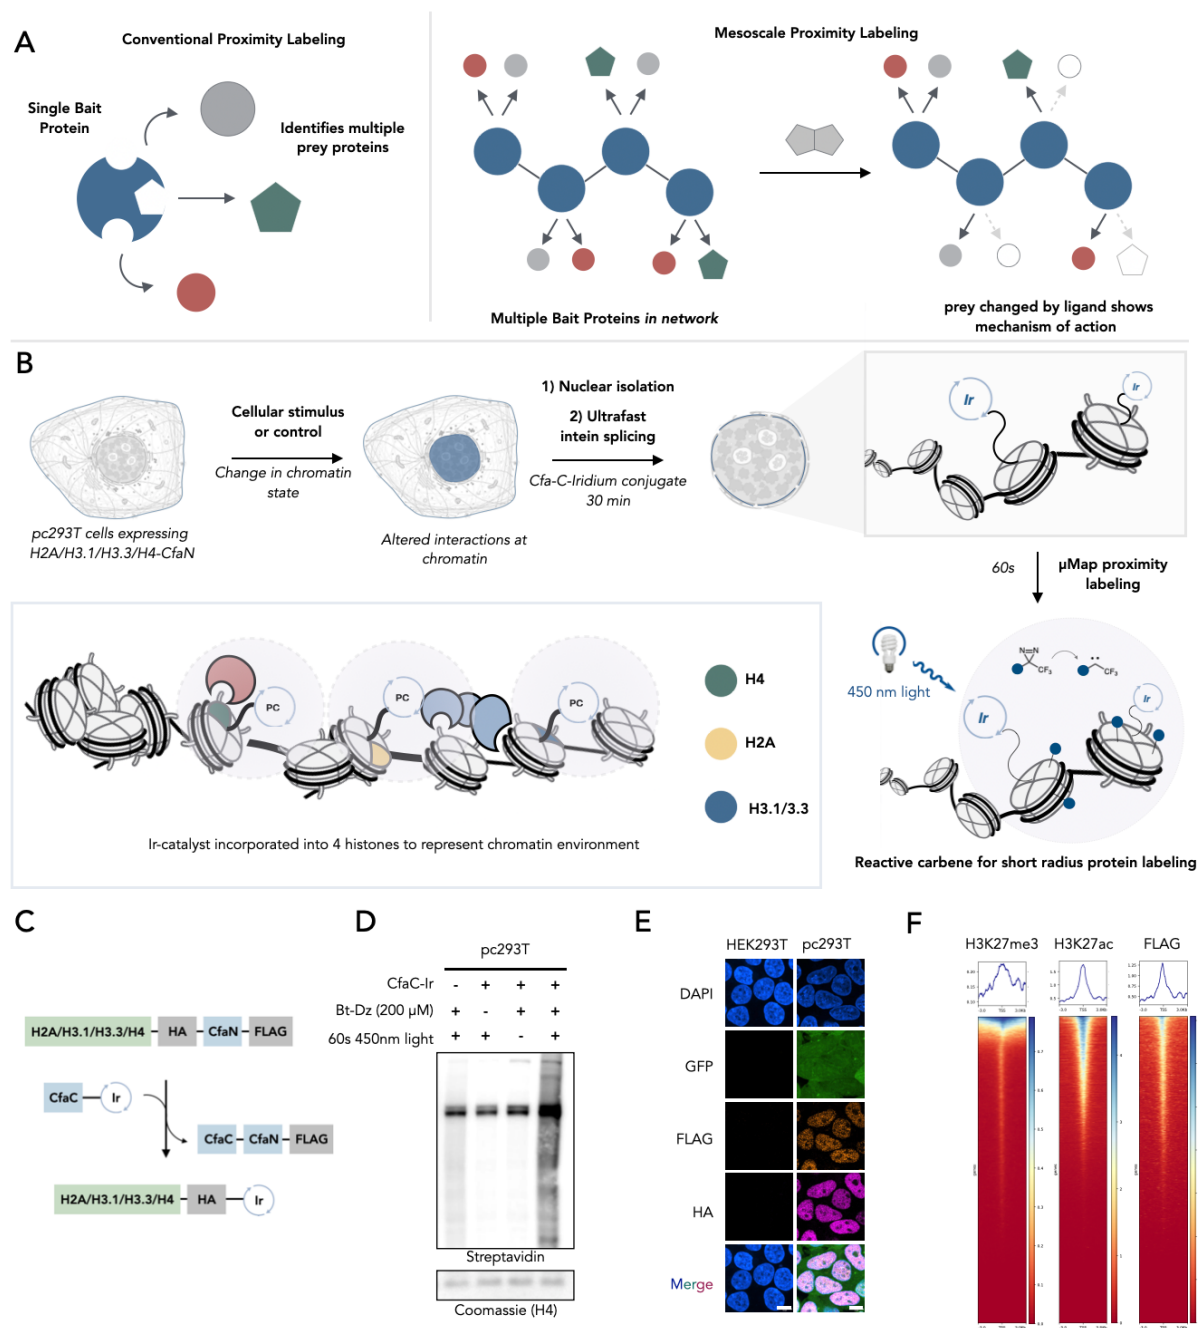 A
Conventional Proximity Labeling
Mesoscale Proximity Labeling
Single Bait
Protein
Identifies multiple
prey proteins
Multiple Bait Proteins in network
prey changed by ligand shows
mechanism of action
B
Cellular stimulus
or control
Change in chromatin
state
1) Nuclear isolation
2) Ultrafast
intein splicing
Cfa-C-Iridium conjugate
30 min
pc293T cells expressing
H2A/H3.1/H3.3/H4-CfaN
Altered interactions at
chromatin
Ir
Ir
60s
μMap proximity
labeling
450 nm light
N=N
CF3
CF3
Ir
Ir
Reactive carbene for short radius protein labeling
PC
PC
PC
H4
H2A
H3.1/3.3
Ir-catalyst incorporated into 4 histones to represent chromatin environment
C
H2A/H3.1/H3.3/H4 HA CfaN FLAG
CfaC Ir
CfaC CfaN FLAG
H2A/H3.1/H3.3/H4 HA Ir
D
pc293T
CfaC-Ir - + + +
Bt-Dz (200 μM) + - + +
60s 450nm light + + - +
Streptavidin
Coomassie (H4)
E
HEK293T pc293T
DAPI
GFP
FLAG
HA
Merge
F
H3K27me3 H3K27ac FLAG